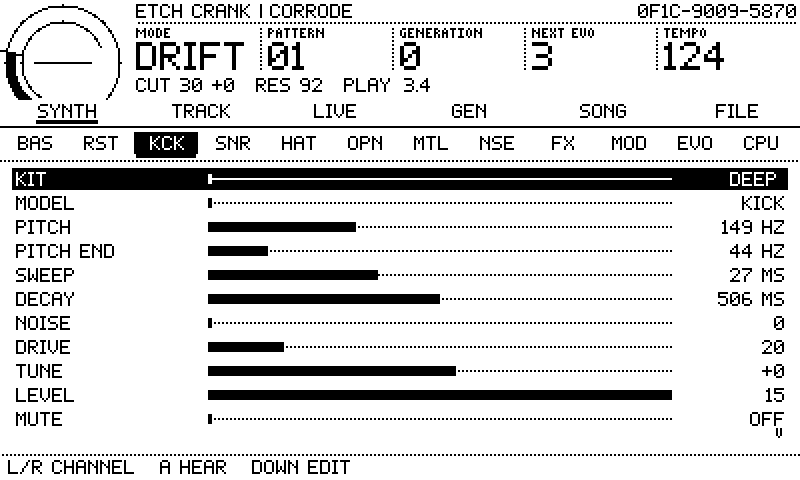 ETCH CRANK | CORRODE 0F1C-9009-5870
MODE PATTERN GENERATION NEXT EVO TEMPO
DRIFT 01 0 3 124
CUT 30 +0 RES 92 PLAY 3.4
SYNTH TRACK LIVE GEN SONG FILE
BAS RST KCK SNR HAT OPN MTL NSE FX MOD EVO CPU
KIT DEEP
MODEL KICK
PITCH 149 HZ
PITCH END 44 HZ
SWEEP 27 MS
DECAY 506 MS
NOISE 0
DRIVE 20
TUNE +0
LEVEL 15
MUTE OFF
L/R CHANNEL A HEAR DOWN EDIT